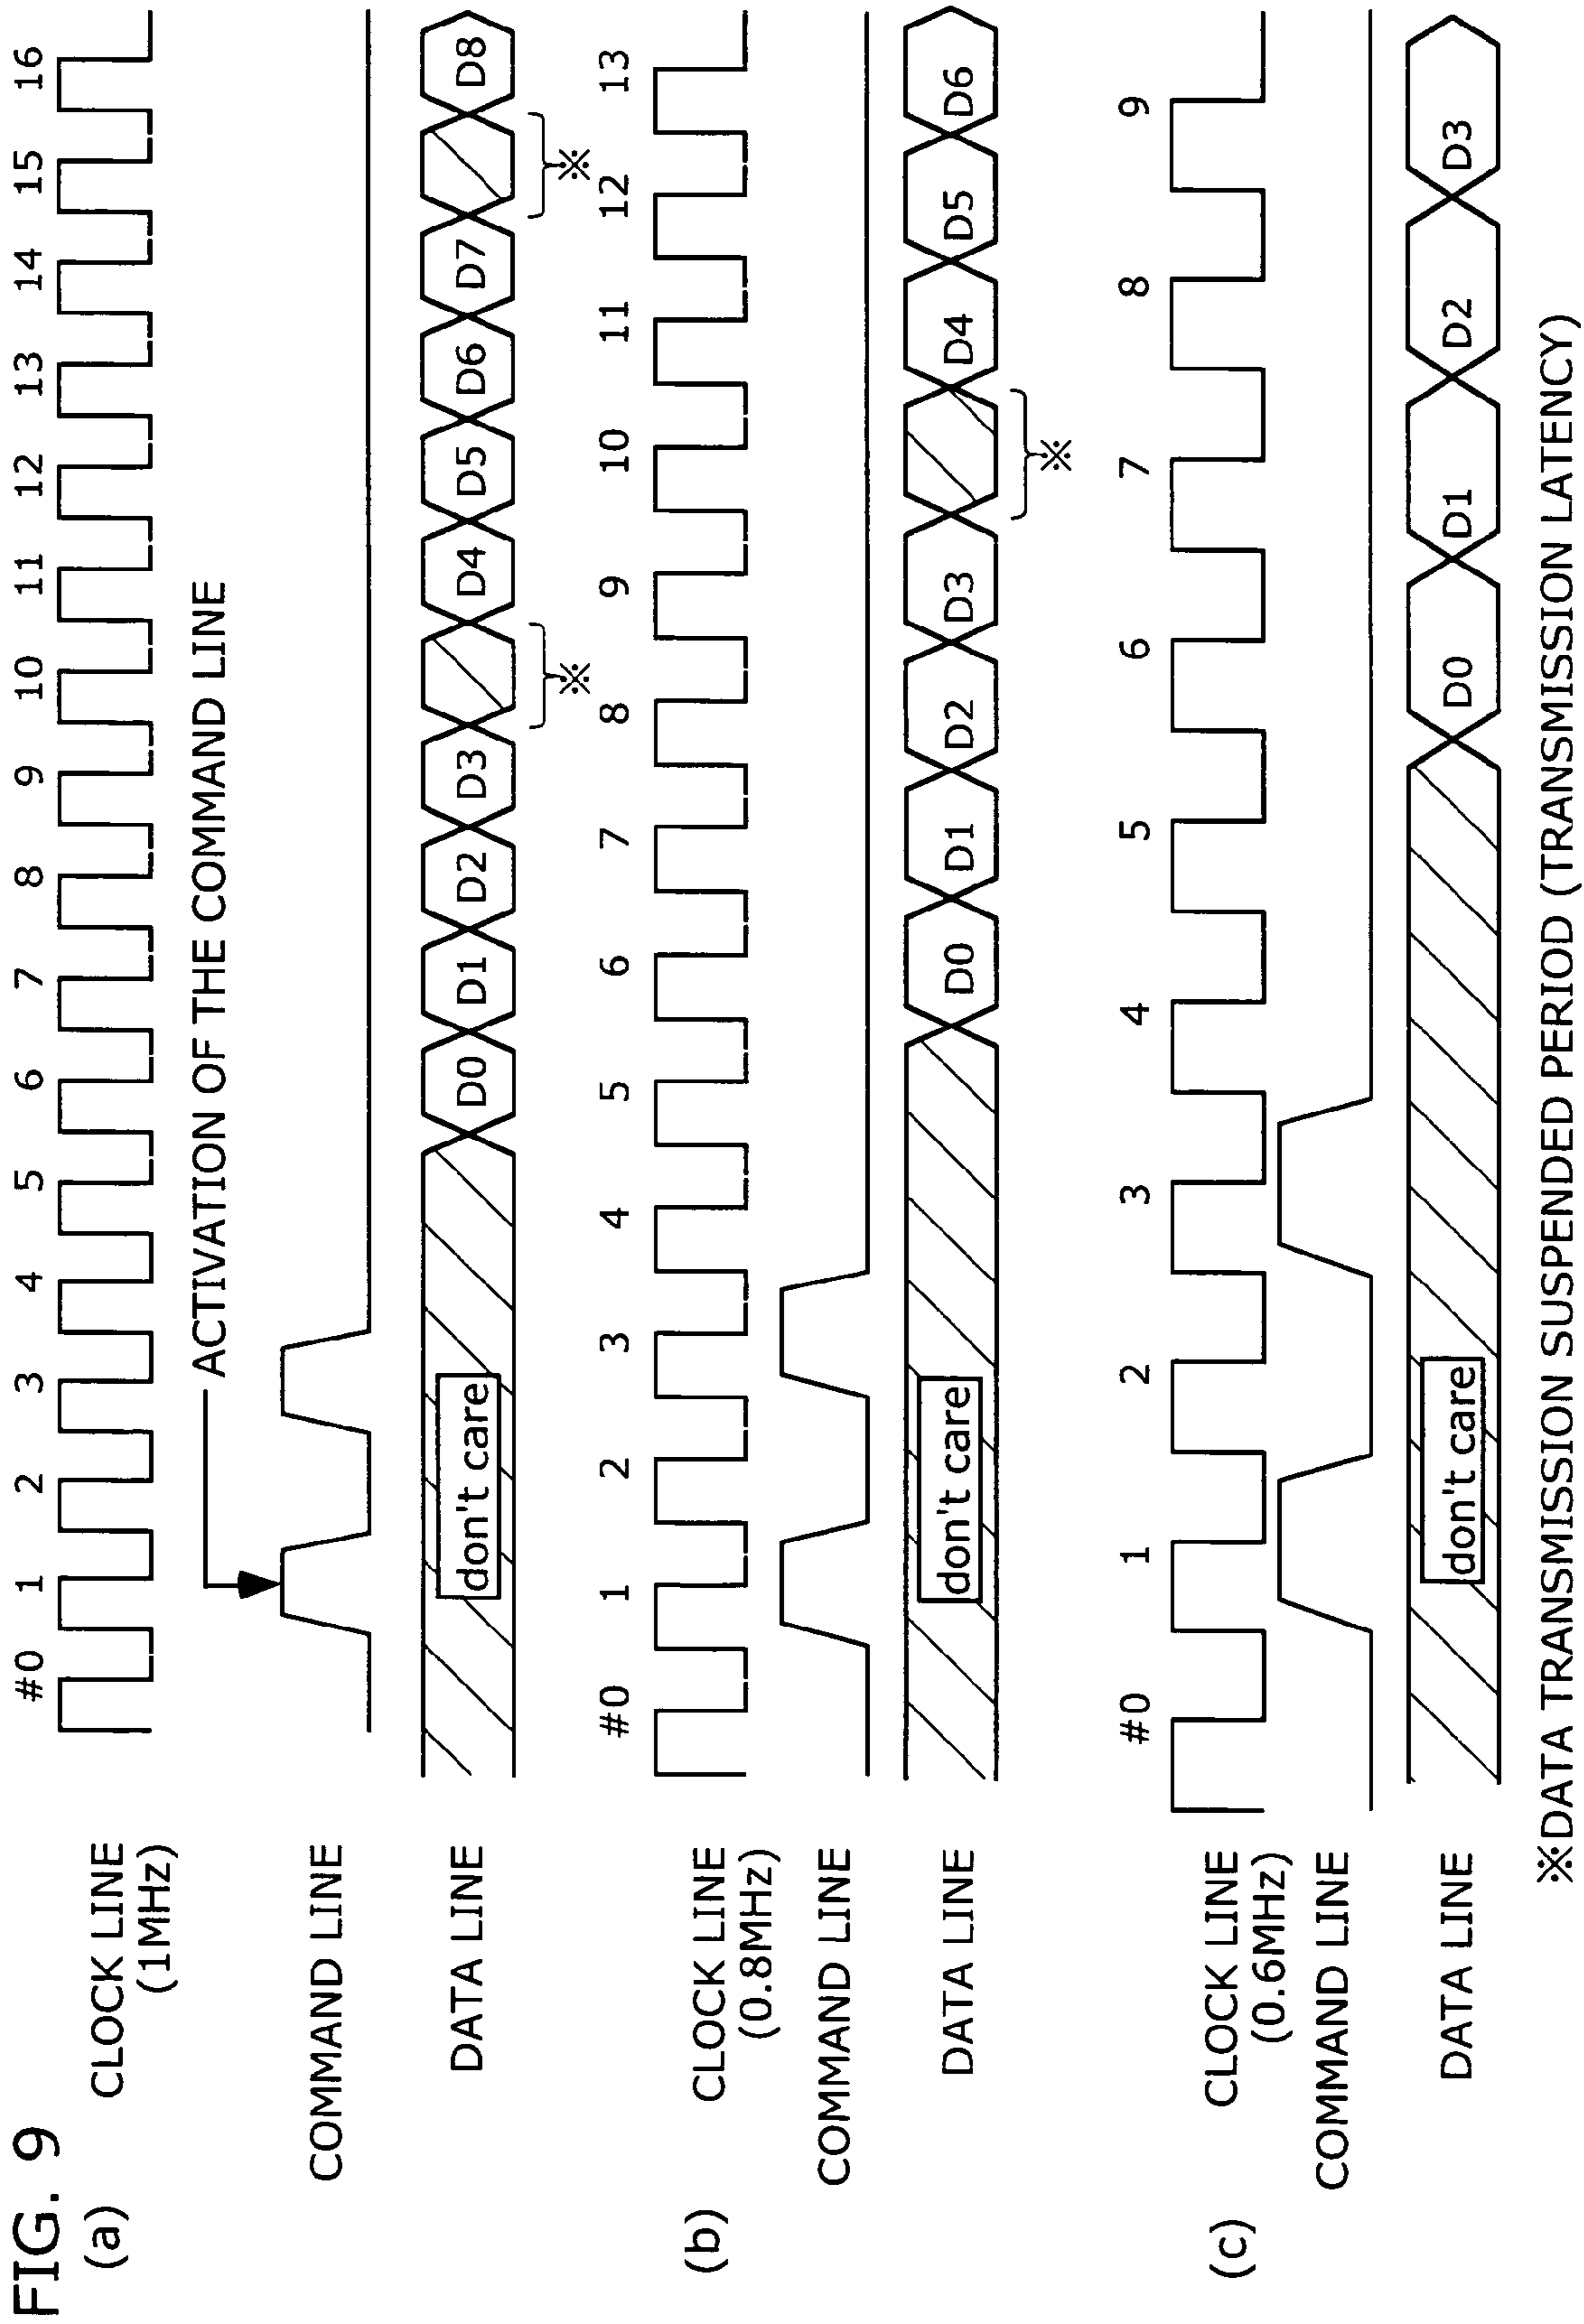 FIG. 9
(a)
CLOCK LINE
(1MHz)
#0 1 2 3 4 5 6 7 8 9 10 11 12 13 14 15 16
ACTIVATION OF THE COMMAND LINE
COMMAND LINE
DATA LINE
don't care D0 D1 D2 D3 D4 D5 D6 D7 D8
※ ※
(b)
CLOCK LINE
(0.8MHz)
#0 1 2 3 4 5 6 7 8 9 10 11 12 13
COMMAND LINE
DATA LINE
don't care D0 D1 D2 D3 D4 D5 D6
※
(c)
CLOCK LINE
(0.6MHz)
#0 1 2 3 4 5 6 7 8 9
COMMAND LINE
DATA LINE
don't care D0 D1 D2 D3
※DATA TRANSMISSION SUSPENDED PERIOD (TRANSMISSION LATENCY)